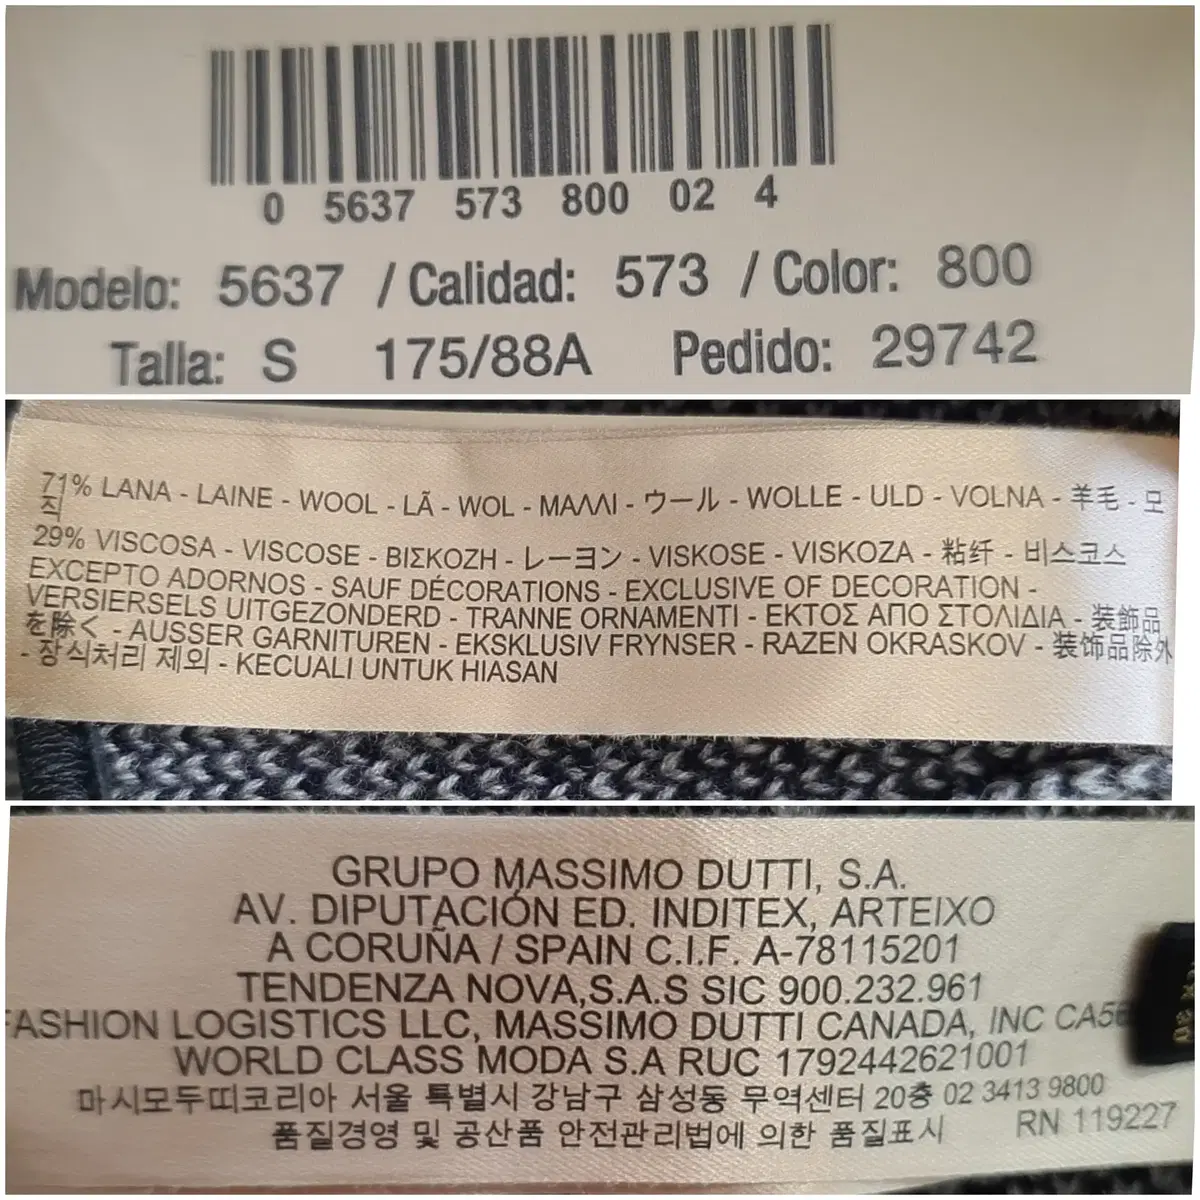 0 5637 573 800 02 4
Modelo: 5637 / Calidad: 573 / Color: 800
Talla: S 175/88A Pedido: 29742
71% LANA - LAINE - WOOL - LÃ - WOL - ΜΑΛΛΙ - ウール - WOLLE - ULD - VOLNA - 羊毛 - 모
직
29% VISCOSA - VISCOSE - ΒΙΣΚΟΖΗ - レーヨン - VISKOSE - VISKOZA - 粘纤 - 비스코스
EXCEPTO ADORNOS - SAUF DÉCORATIONS - EXCLUSIVE OF DECORATION -
VERSIERSELS UITGEZONDERD - TRANNE ORNAMENTI - ΕΚΤΟΣ ΑΠΟ ΣΤΟΛΙΔΙΑ - 装飾品
を除く - AUSSER GARNITUREN - EKSKLUSIV FRYNSER - RAZEN OKRASKOV - 装饰品除外
- 장식처리 제외 - KECUALI UNTUK HIASAN
GRUPO MASSIMO DUTTI, S.A.
AV. DIPUTACIÓN ED. INDITEX, ARTEIXO
A CORUÑA / SPAIN C.I.F. A-78115201
TENDENZA NOVA,S.A.S SIC 900.232.961
FASHION LOGISTICS LLC, MASSIMO DUTTI CANADA, INC CA56
WORLD CLASS MODA S.A RUC 1792442621001
마시모두띠코리아 서울 특별시 강남구 삼성동 무역센터 20층 02 3413 9800
품질경영 및 공산품 안전관리법에 의한 품질표시 RN 119227